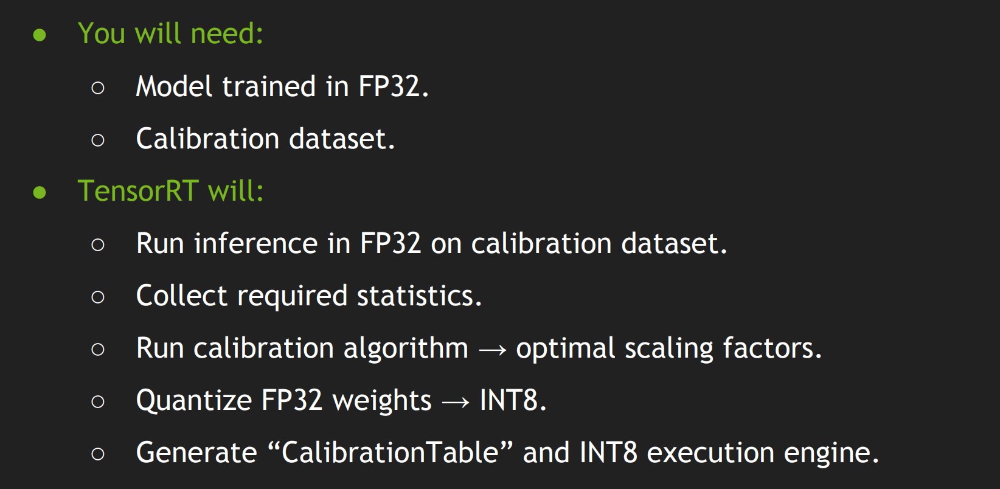 ● You will need:
○ Model trained in FP32.
○ Calibration dataset.
● TensorRT will:
○ Run inference in FP32 on calibration dataset.
○ Collect required statistics.
○ Run calibration algorithm → optimal scaling factors.
○ Quantize FP32 weights → INT8.
○ Generate “CalibrationTable” and INT8 execution engine.